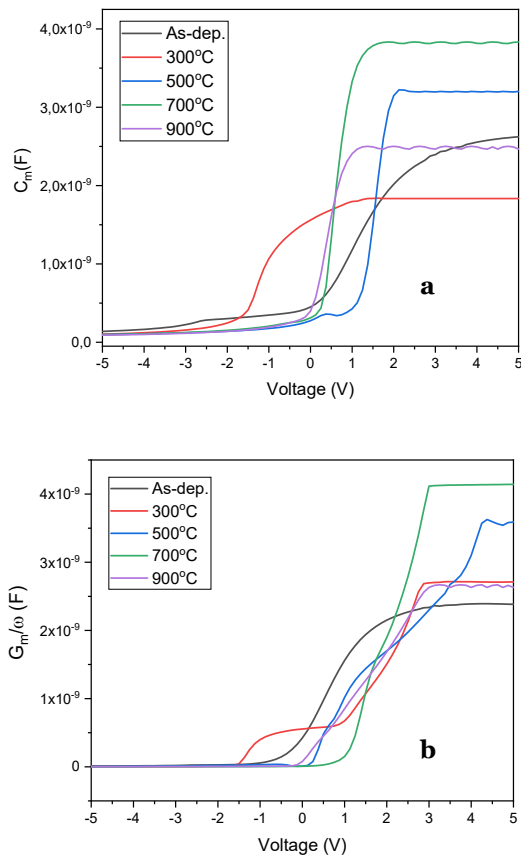 4,0x10⁻⁹
3,0x10⁻⁹
2,0x10⁻⁹
1,0x10⁻⁹
0,0
Cₘ(F)
As-dep.
300°C
500°C
700°C
900°C
a
-5 -4 -3 -2 -1 0 1 2 3 4 5
Voltage (V)
4x10⁻⁹
3x10⁻⁹
2x10⁻⁹
1x10⁻⁹
0
Gₘ/ω (F)
As-dep.
300°C
500°C
700°C
900°C
b
-5 -4 -3 -2 -1 0 1 2 3 4 5
Voltage (V)